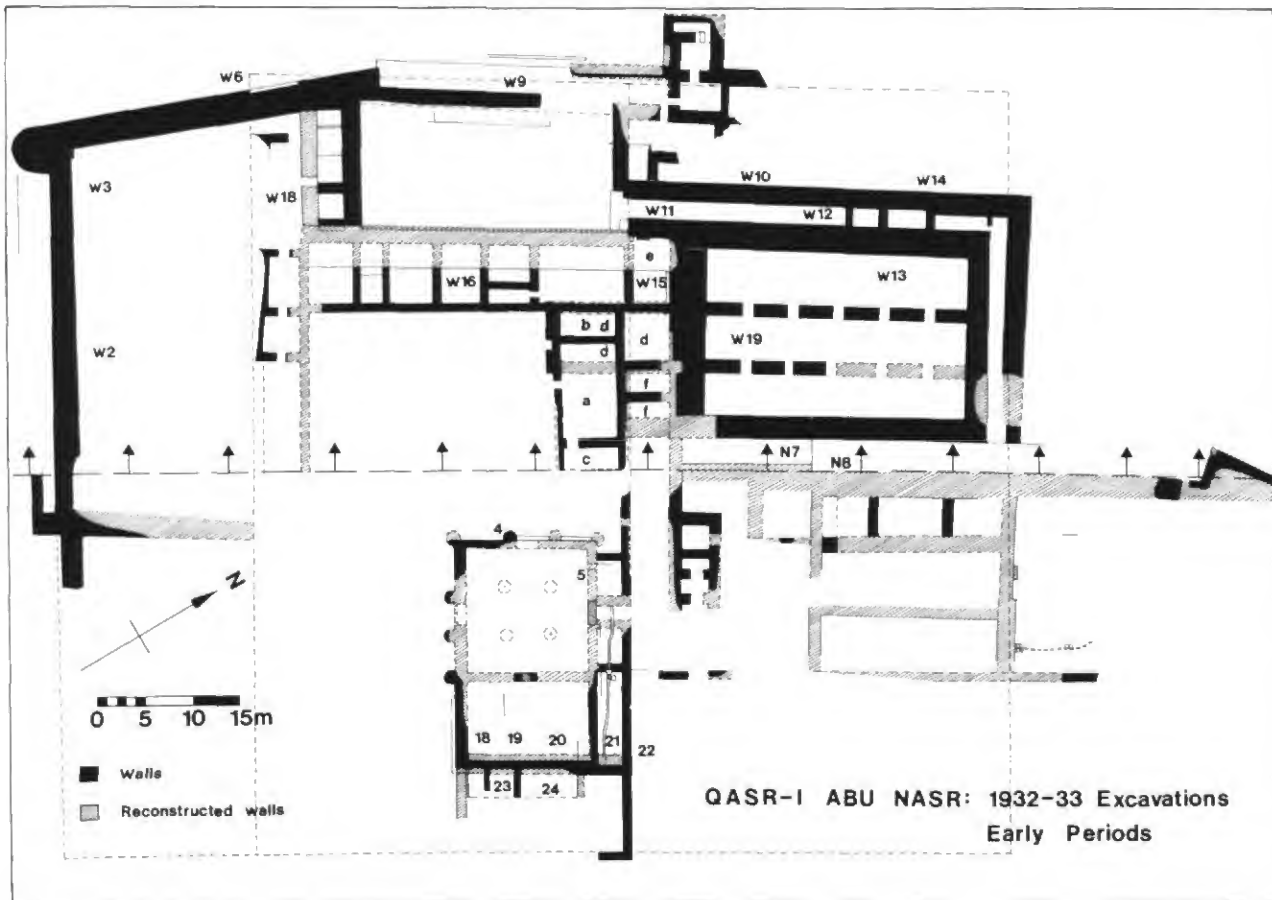 W6
W9
W3
W10
W14
W18
W11
W12
e
W16
W15
W13
b d
d
d
W19
W2
f
a
f
c
N7
N8
4
5
N
0 5 10 15m
18 19 20 21 22
Walls
23 24
Reconstructed walls
QASR-I ABU NASR: 1932-33 Excavations
Early Periods